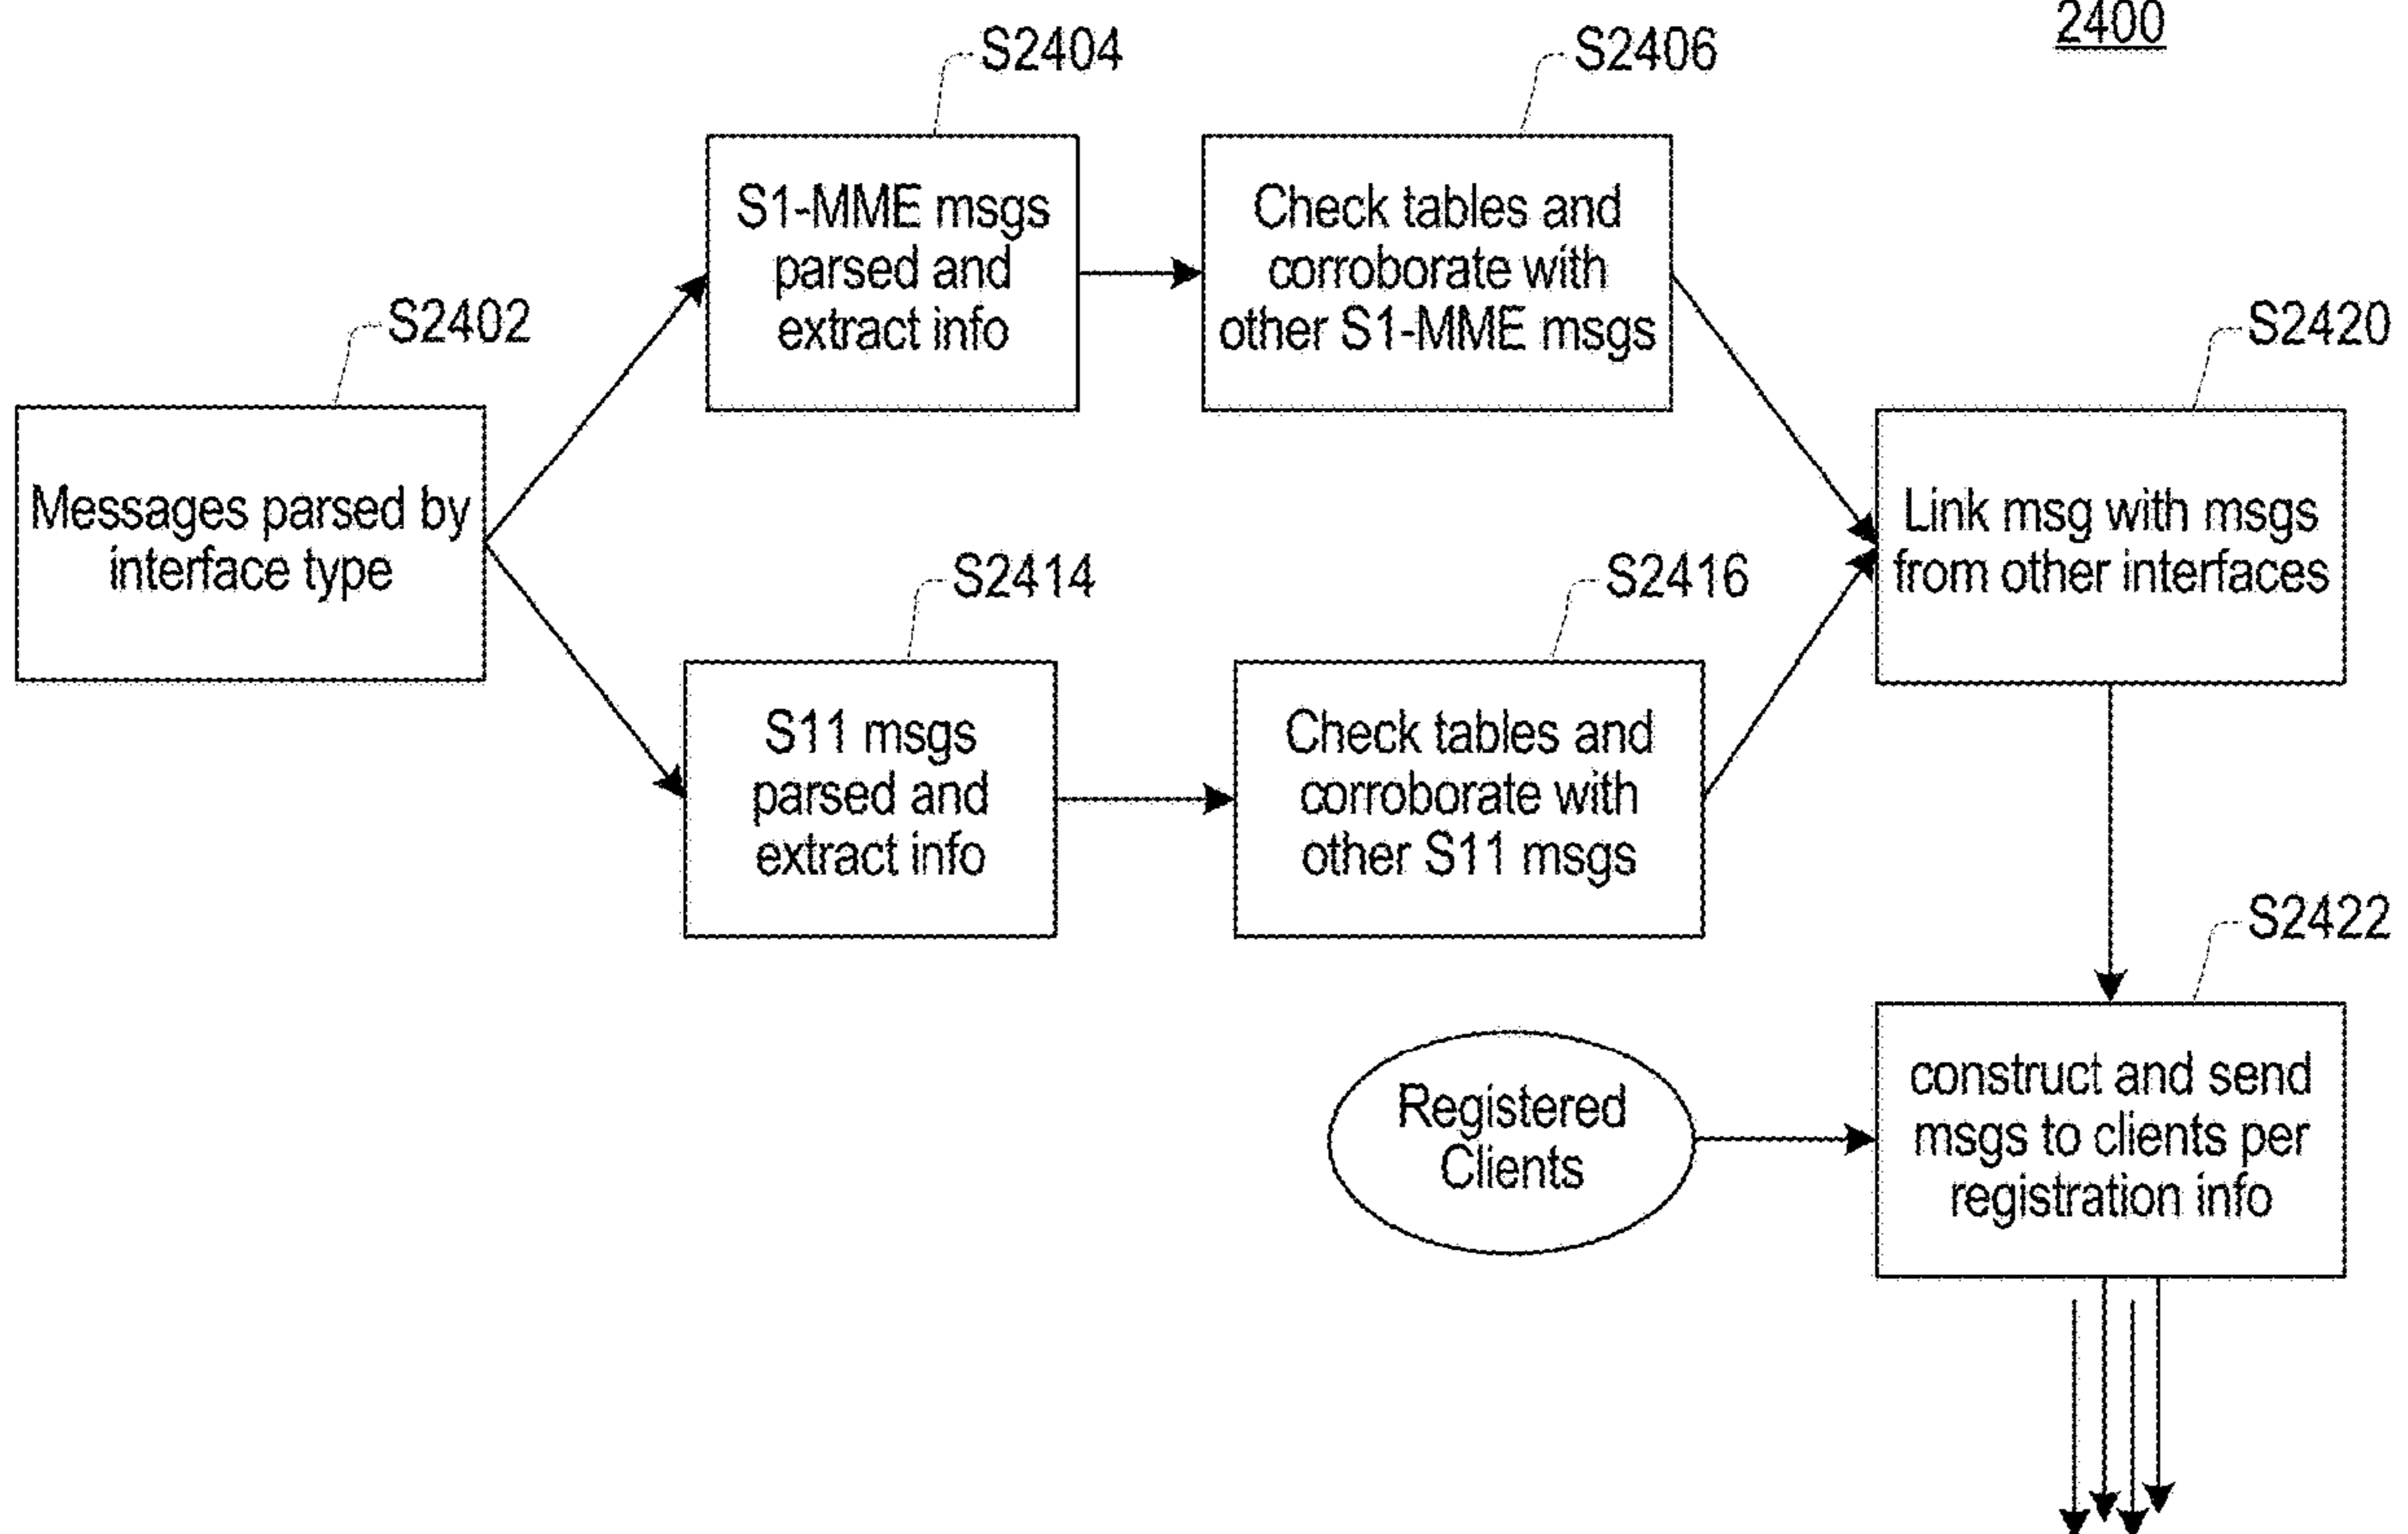 2400
S2404
S2406
S1-MME msgs
parsed and
extract info
Check tables and
corroborate with
other S1-MME msgs
S2402
Messages parsed by
interface type
S2420
Link msg with msgs
from other interfaces
S2414
S2416
S11 msgs
parsed and
extract info
Check tables and
corroborate with
other S11 msgs
S2422
Registered
Clients
construct and send
msgs to clients per
registration info